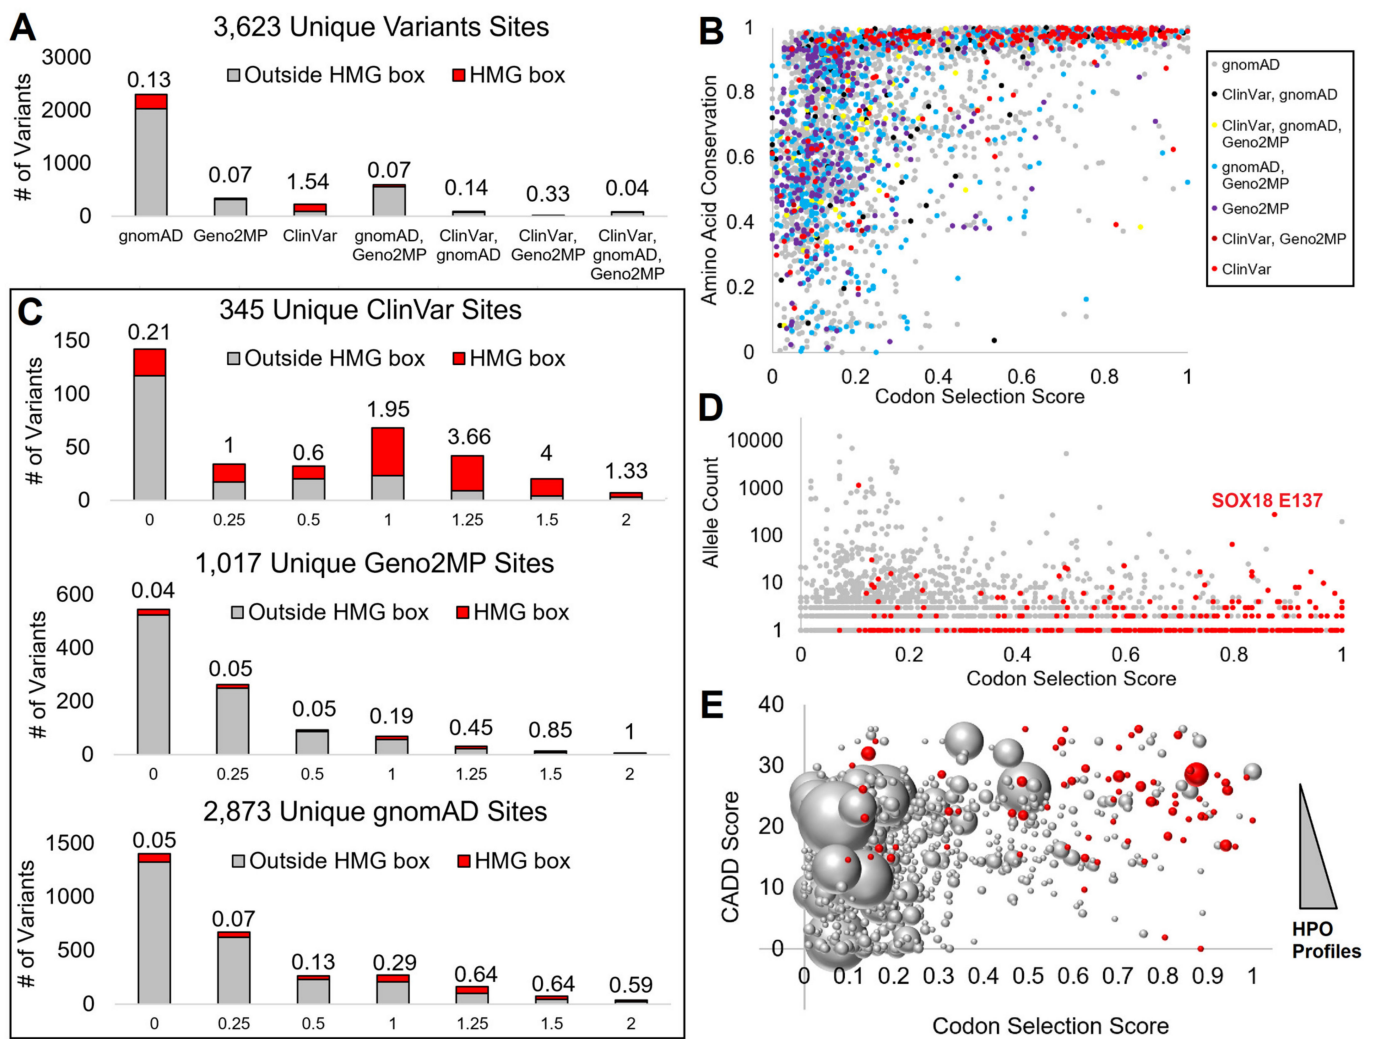 A
3,623 Unique Variants Sites
# of Variants
3000
2000
1000
0
Outside HMG box
HMG box
0.13
0.07
1.54
0.07
0.14
0.33
0.04
gnomAD
Geno2MP
ClinVar
gnomAD,
Geno2MP
ClinVar,
gnomAD
ClinVar,
Geno2MP
ClinVar,
gnomAD,
Geno2MP
B
Amino Acid Conservation
1
0.8
0.6
0.4
0.2
0
0
0.2
0.4
0.6
0.8
1
Codon Selection Score
gnomAD
ClinVar, gnomAD
ClinVar, gnomAD,
Geno2MP
gnomAD,
Geno2MP
Geno2MP
ClinVar, Geno2MP
ClinVar
C
345 Unique ClinVar Sites
# of Variants
150
100
50
0
Outside HMG box
HMG box
0.21
1
0.6
1.95
3.66
4
1.33
0
0.25
0.5
1
1.25
1.5
2
1,017 Unique Geno2MP Sites
# of Variants
600
400
200
0
Outside HMG box
HMG box
0.04
0.05
0.05
0.19
0.45
0.85
1
0
0.25
0.5
1
1.25
1.5
2
2,873 Unique gnomAD Sites
# of Variants
1500
1000
500
0
Outside HMG box
HMG box
0.05
0.07
0.13
0.29
0.64
0.64
0.59
0
0.25
0.5
1
1.25
1.5
2
D
Allele Count
10000
1000
100
10
1
SOX18 E137
0
0.2
0.4
0.6
0.8
1
Codon Selection Score
E
CADD Score
40
30
20
10
0
0
0.1
0.2
0.3
0.4
0.5
0.6
0.7
0.8
0.9
1
Codon Selection Score
HPO
Profiles